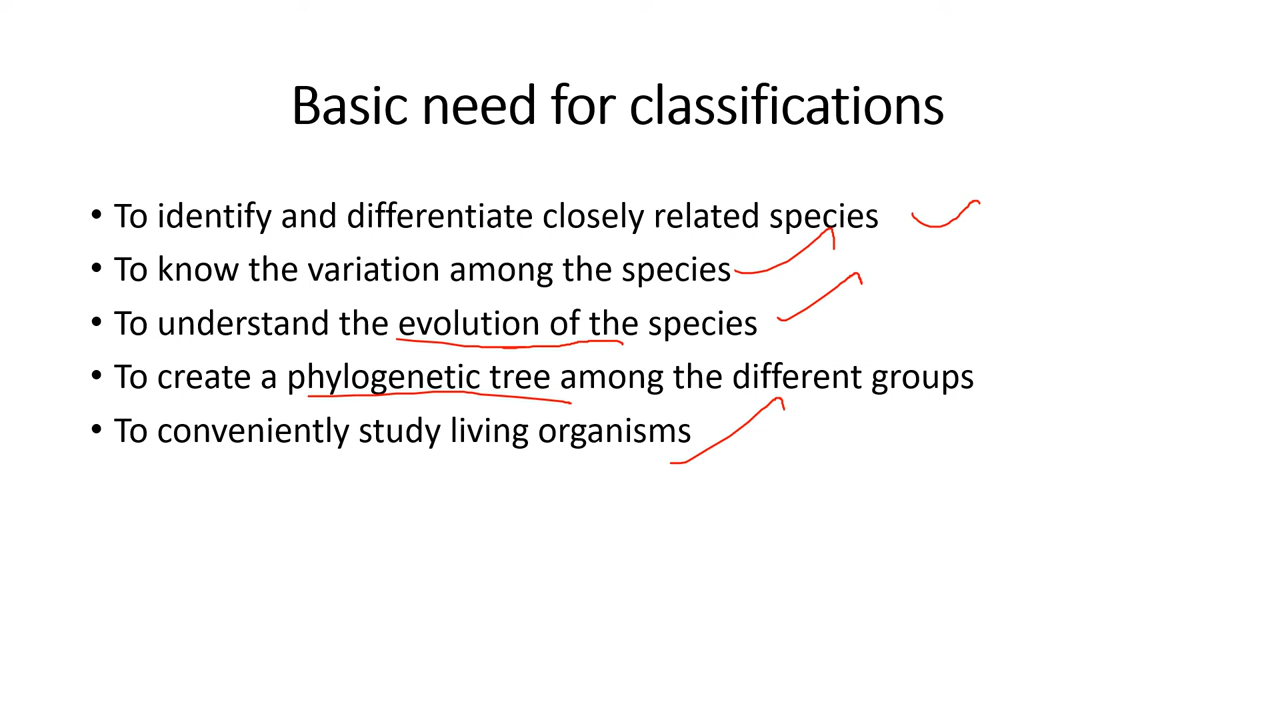 Basic need for classifications
• To identify and differentiate closely related species
• To know the variation among the species
• To understand the evolution of the species
• To create a phylogenetic tree among the different groups
• To conveniently study living organisms